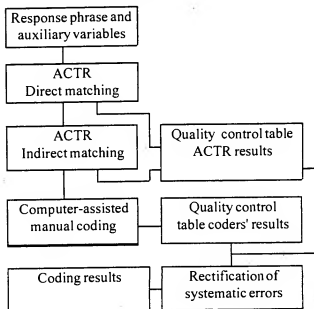 Response phrase and
auxiliary variables
ACTR
Direct matching
ACTR
Indirect matching
Quality control table
ACTR results
Computer-assisted
manual coding
Quality control
table coders' results
Coding results
Rectification of
systematic errors